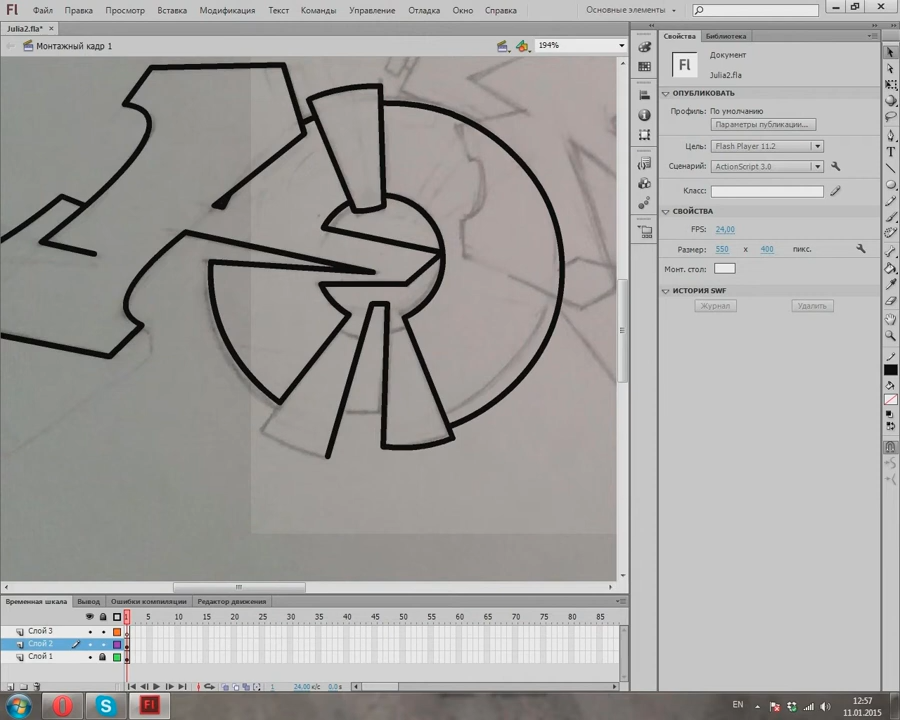 Fl Файл Правка Просмотр Вставка Модификация Текст Команды Управление Отладка Окно Справка Основные элементы
Julia2.fla* ×
Монтажный кадр 1 194%
Свойства Библиотека
Fl Документ
Julia2.fla
ОПУБЛИКОВАТЬ
Профиль: По умолчанию
Параметры публикации...
Цель: Flash Player 11.2
Сценарий: ActionScript 3.0
Класс:
СВОЙСТВА
FPS: 24,00
Размер: 550 x 400 пикс.
Монт. стол:
ИСТОРИЯ SWF
Журнал Удалить
Временная шкала Вывод Ошибки компиляции Редактор движения
1 5 10 15 20 25 30 35 40 45 50 55 60 65 70 75 80 85
Слой 3
Слой 2
Слой 1
1 24.00 к/с 0.0 s
Fl
EN 12:57
11.01.2015